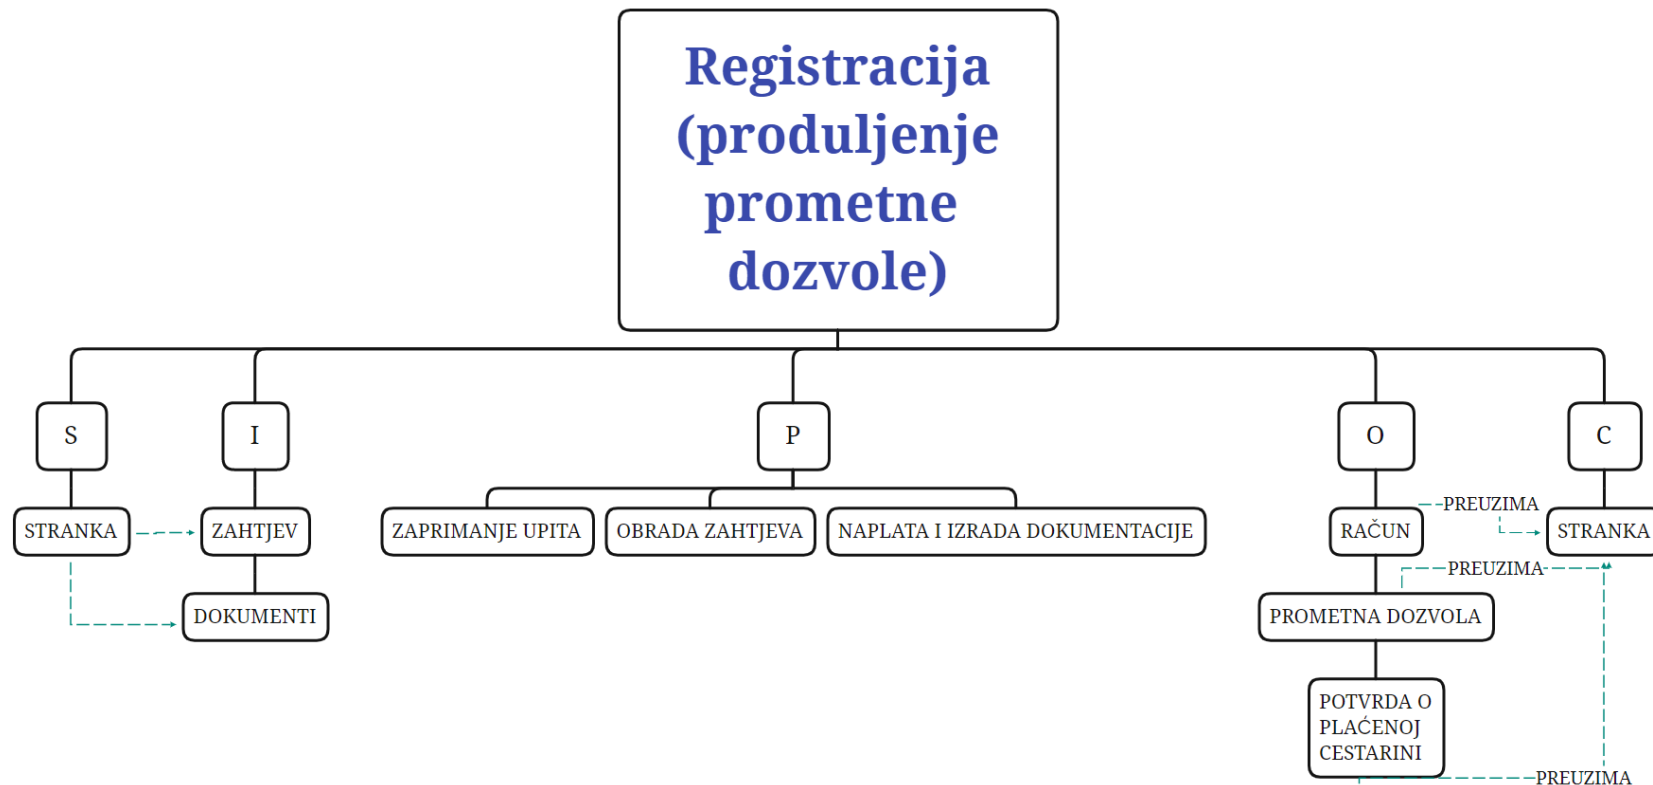 Registracija
(produljenje
prometne
dozvole)
S
I
P
O
C
STRANKA
ZAHTJEV
ZAPRIMANJE UPITA
OBRADA ZAHTJEVA
NAPLATA I IZRADA DOKUMENTACIJE
RAČUN
PREUZIMA
STRANKA
PREUZIMA
DOKUMENTI
PROMETNA DOZVOLA
POTVRDA O
PLAĆENOJ
CESTARINI
PREUZIMA